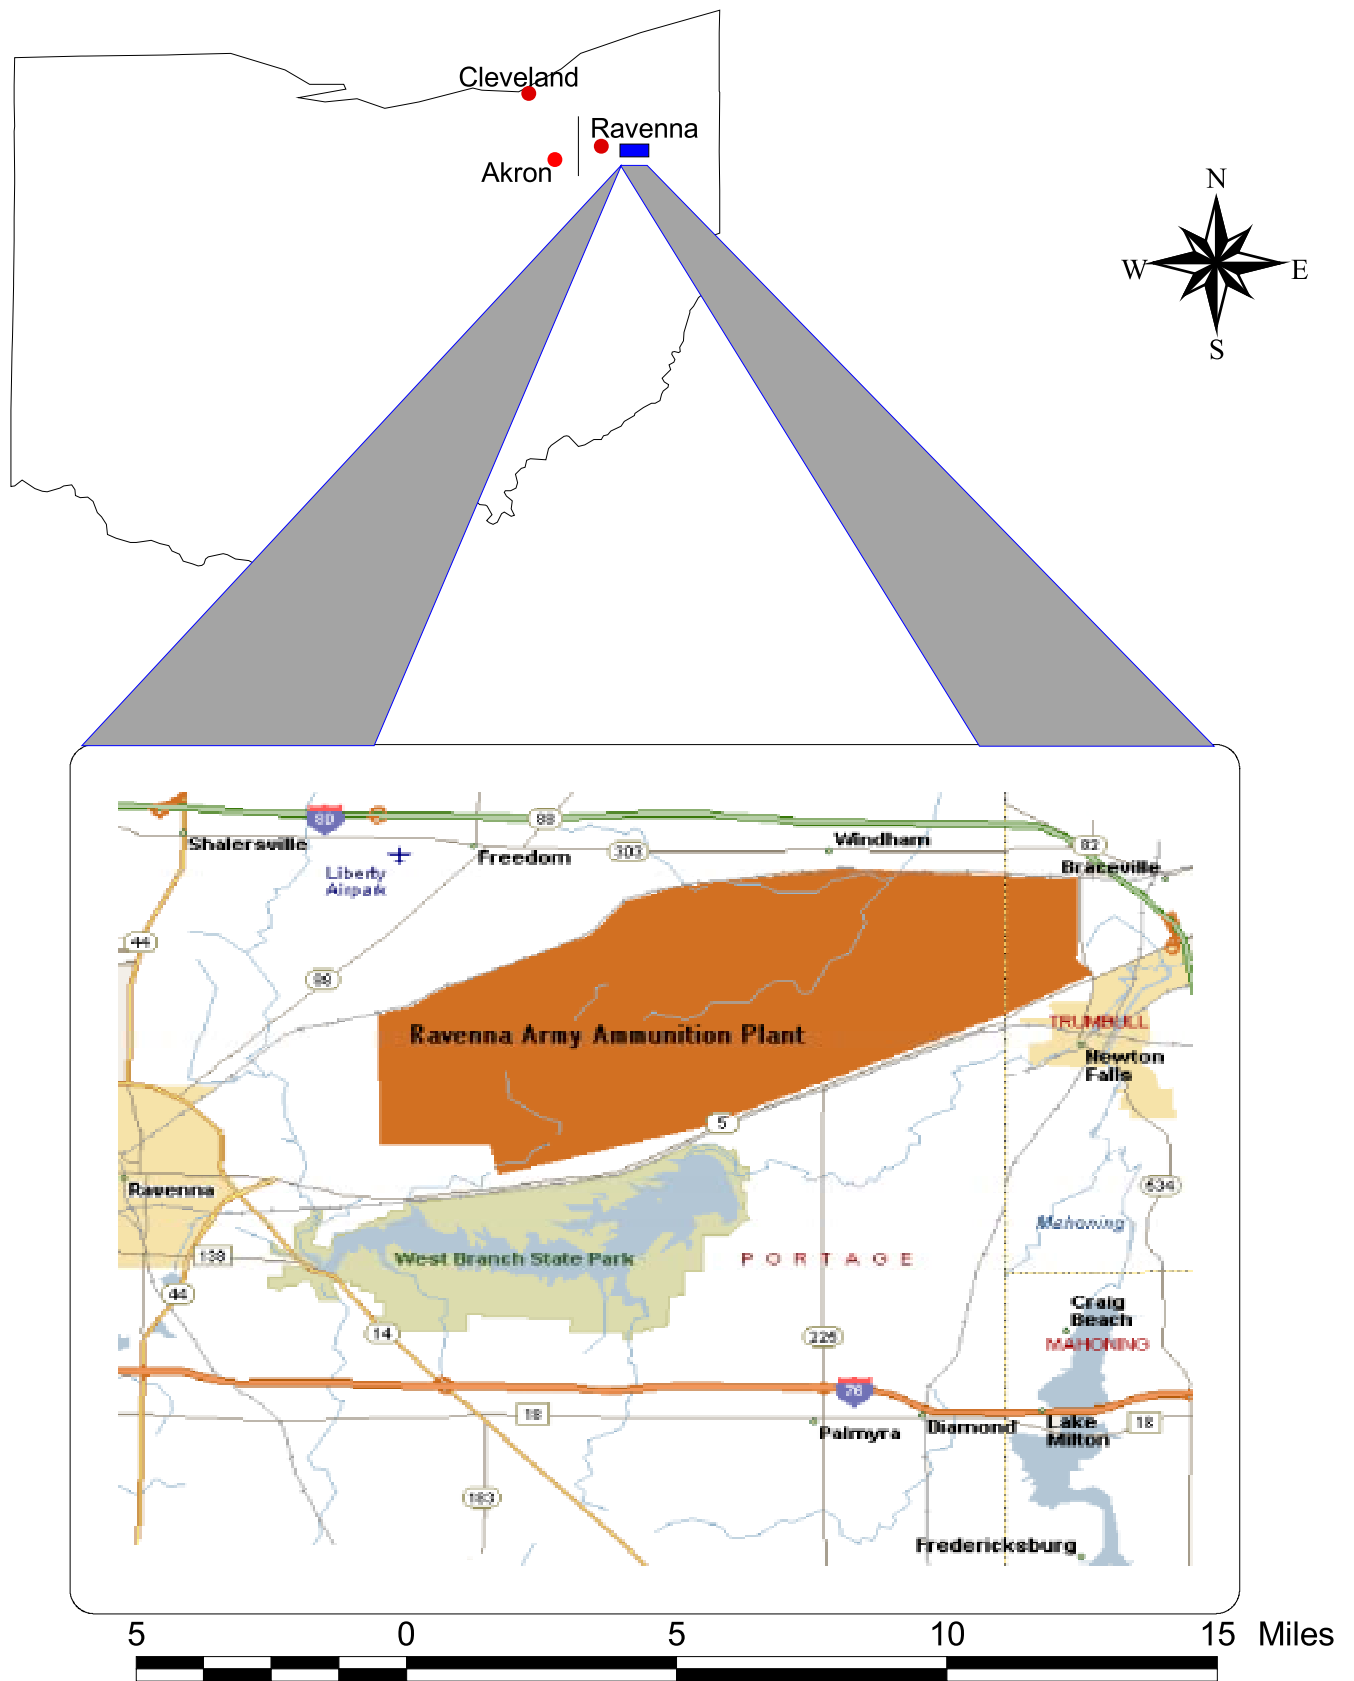 Cleveland
Ravenna
Akron
N
W
E
S
80
88
82
Shalersville
Freedom
303
Windham
Braceville
Liberty
Airpark
44
88
Ravenna Army Ammunition Plant
TRUMBULL
Newton
Falls
5
Ravenna
534
Mahoning
138
West Branch State Park
PORTAGE
44
14
225
Craig
Beach
MAHONING
76
18
Palmyra
Diamond
Lake
Milton
18
183
Fredericksburg
5
0
5
10
15
Miles